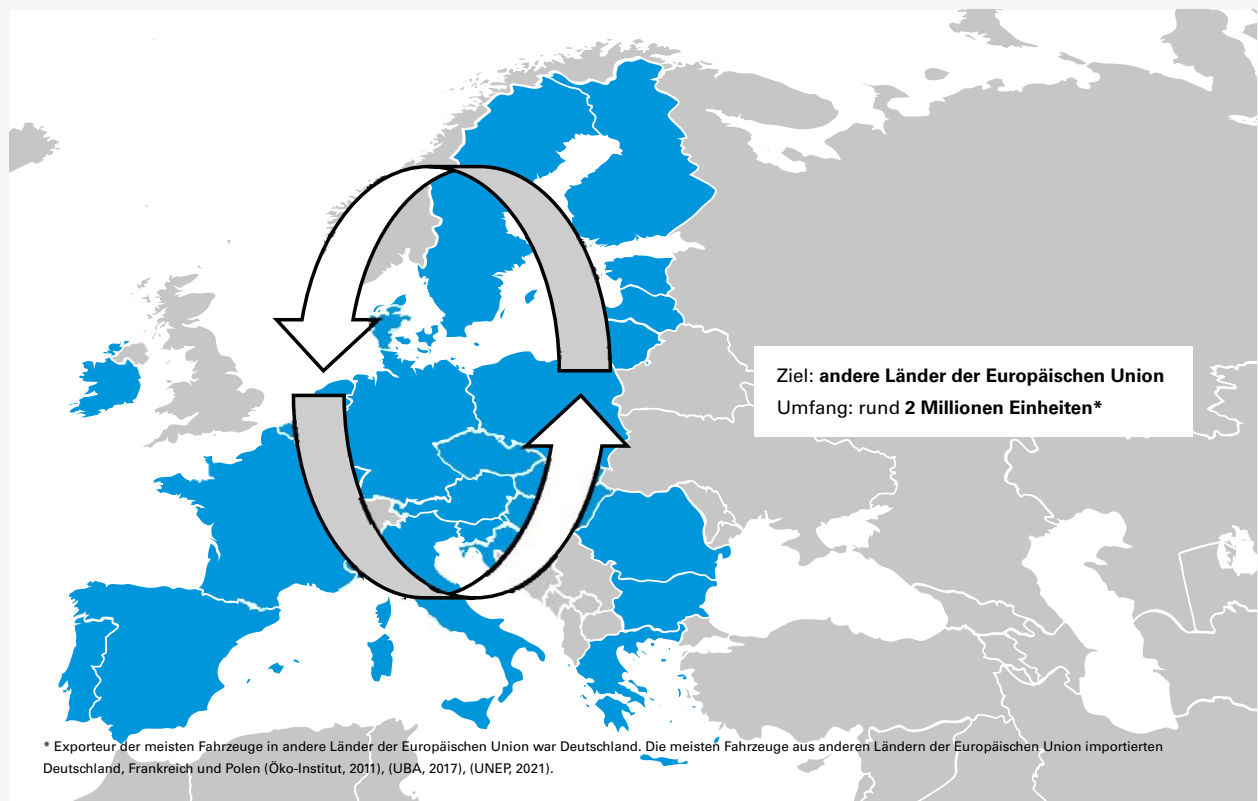 Ziel: andere Länder der Europäischen Union
Umfang: rund 2 Millionen Einheiten*
* Exporteur der meisten Fahrzeuge in andere Länder der Europäischen Union war Deutschland. Die meisten Fahrzeuge aus anderen Ländern der Europäischen Union importierten
Deutschland, Frankreich und Polen (Öko-Institut, 2011), (UBA, 2017), (UNEP, 2021).